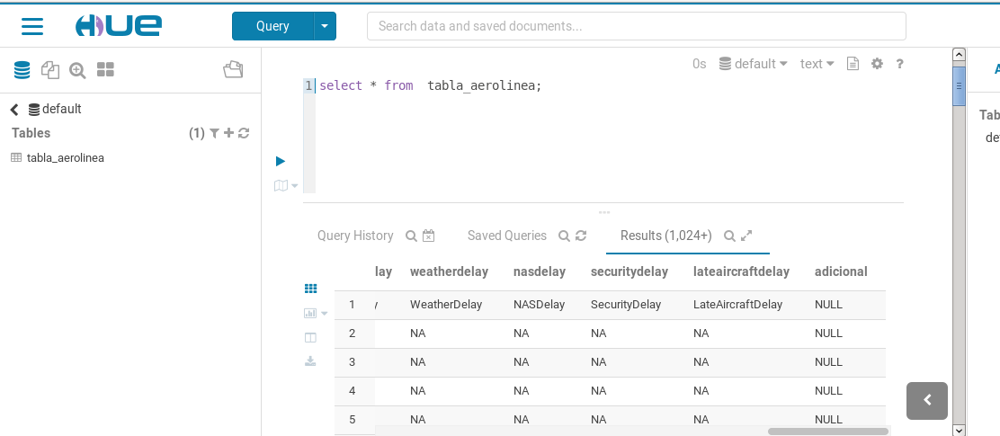 HUE
Query
Search data and saved documents...
0s default text ?
1 select * from tabla_aerolinea;
default
Tables (1)
tabla_aerolinea
Query History Saved Queries Results (1,024+)
lay weatherdelay nasdelay securitydelay lateaircraftdelay adicional
1 y WeatherDelay NASDelay SecurityDelay LateAircraftDelay NULL
2 NA NA NA NA NULL
3 NA NA NA NA NULL
4 NA NA NA NA NULL
5 NA NA NA NA NULL
A
Tab
de